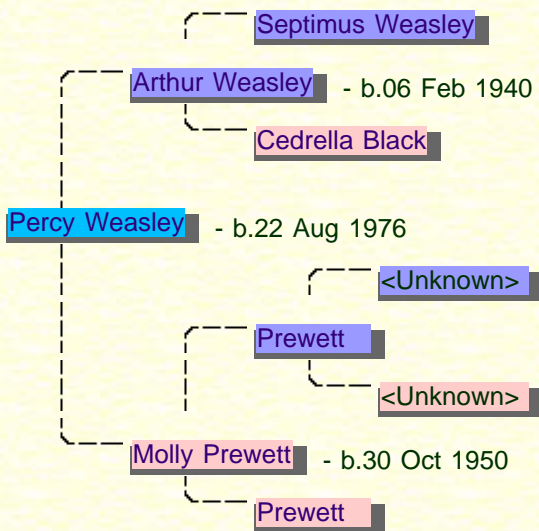 Septimus Weasley
Arthur Weasley - b.06 Feb 1940
Cedrella Black
Percy Weasley - b.22 Aug 1976
<Unknown>
Prewett
<Unknown>
Molly Prewett - b.30 Oct 1950
Prewett